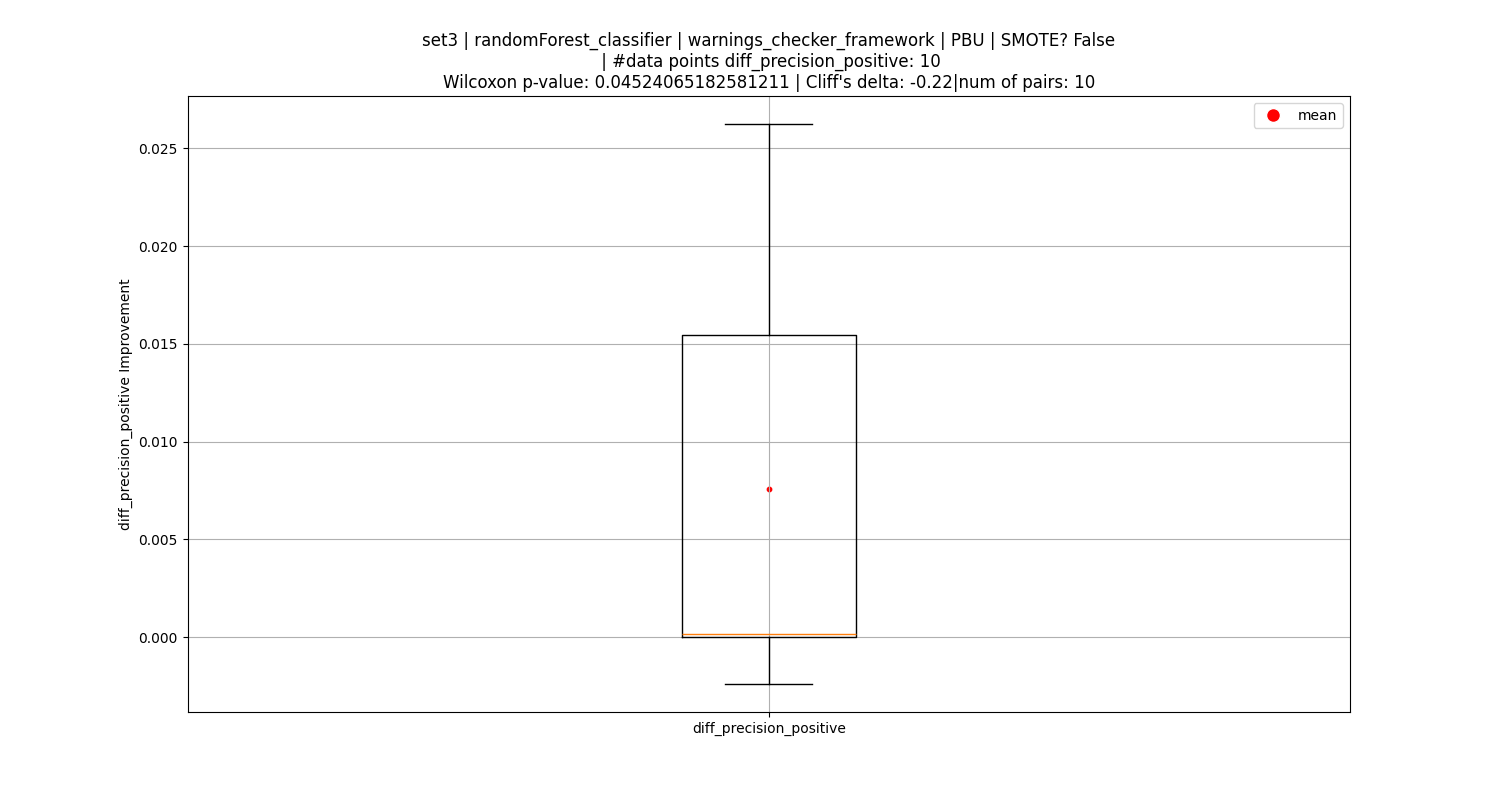 set3 | randomForest_classifier | warnings_checker_framework | PBU | SMOTE? False
| #data points diff_precision_positive: 10
Wilcoxon p-value: 0.04524065182581211 | Cliff's delta: -0.22|num of pairs: 10
mean
0.025
0.020
0.015
0.010
0.005
0.000
diff_precision_positive Improvement
diff_precision_positive